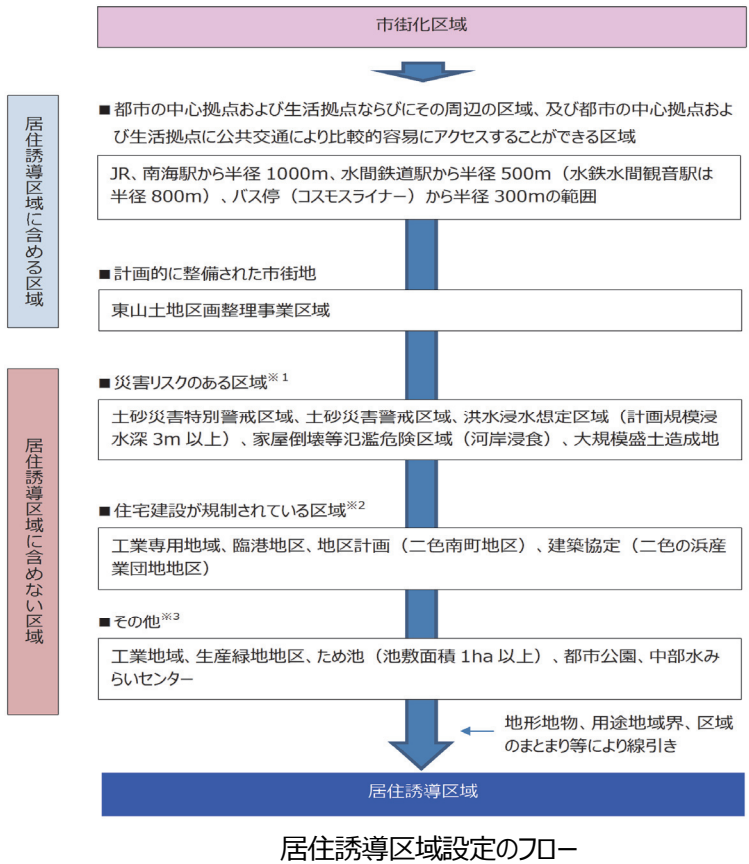 市街化区域
居住誘導区域に含める区域
■都市の中心拠点および生活拠点ならびにその周辺の区域、及び都市の中心拠点およ
び生活拠点に公共交通により比較的容易にアクセスすることができる区域
JR、南海駅から半径 1000m、水間鉄道駅から半径 500m（水鉄水間観音駅は
半径 800m）、バス停（コスモスライナー）から半径 300mの範囲
■計画的に整備された市街地
東山土地区画整理事業区域
居住誘導区域に含めない区域
■災害リスクのある区域※1
土砂災害特別警戒区域、土砂災害警戒区域、洪水浸水想定区域（計画規模浸
水深 3m 以上）、家屋倒壊等氾濫危険区域（河岸浸食）、大規模盛土造成地
■住宅建設が規制されている区域※2
工業専用地域、臨港地区、地区計画（二色南町地区）、建築協定（二色の浜産
業団地地区）
■その他※3
工業地域、生産緑地地区、ため池（池敷面積 1ha 以上）、都市公園、中部水み
らいセンター
地形地物、用途地域界、区域
のまとまり等により線引き
居住誘導区域
居住誘導区域設定のフロー